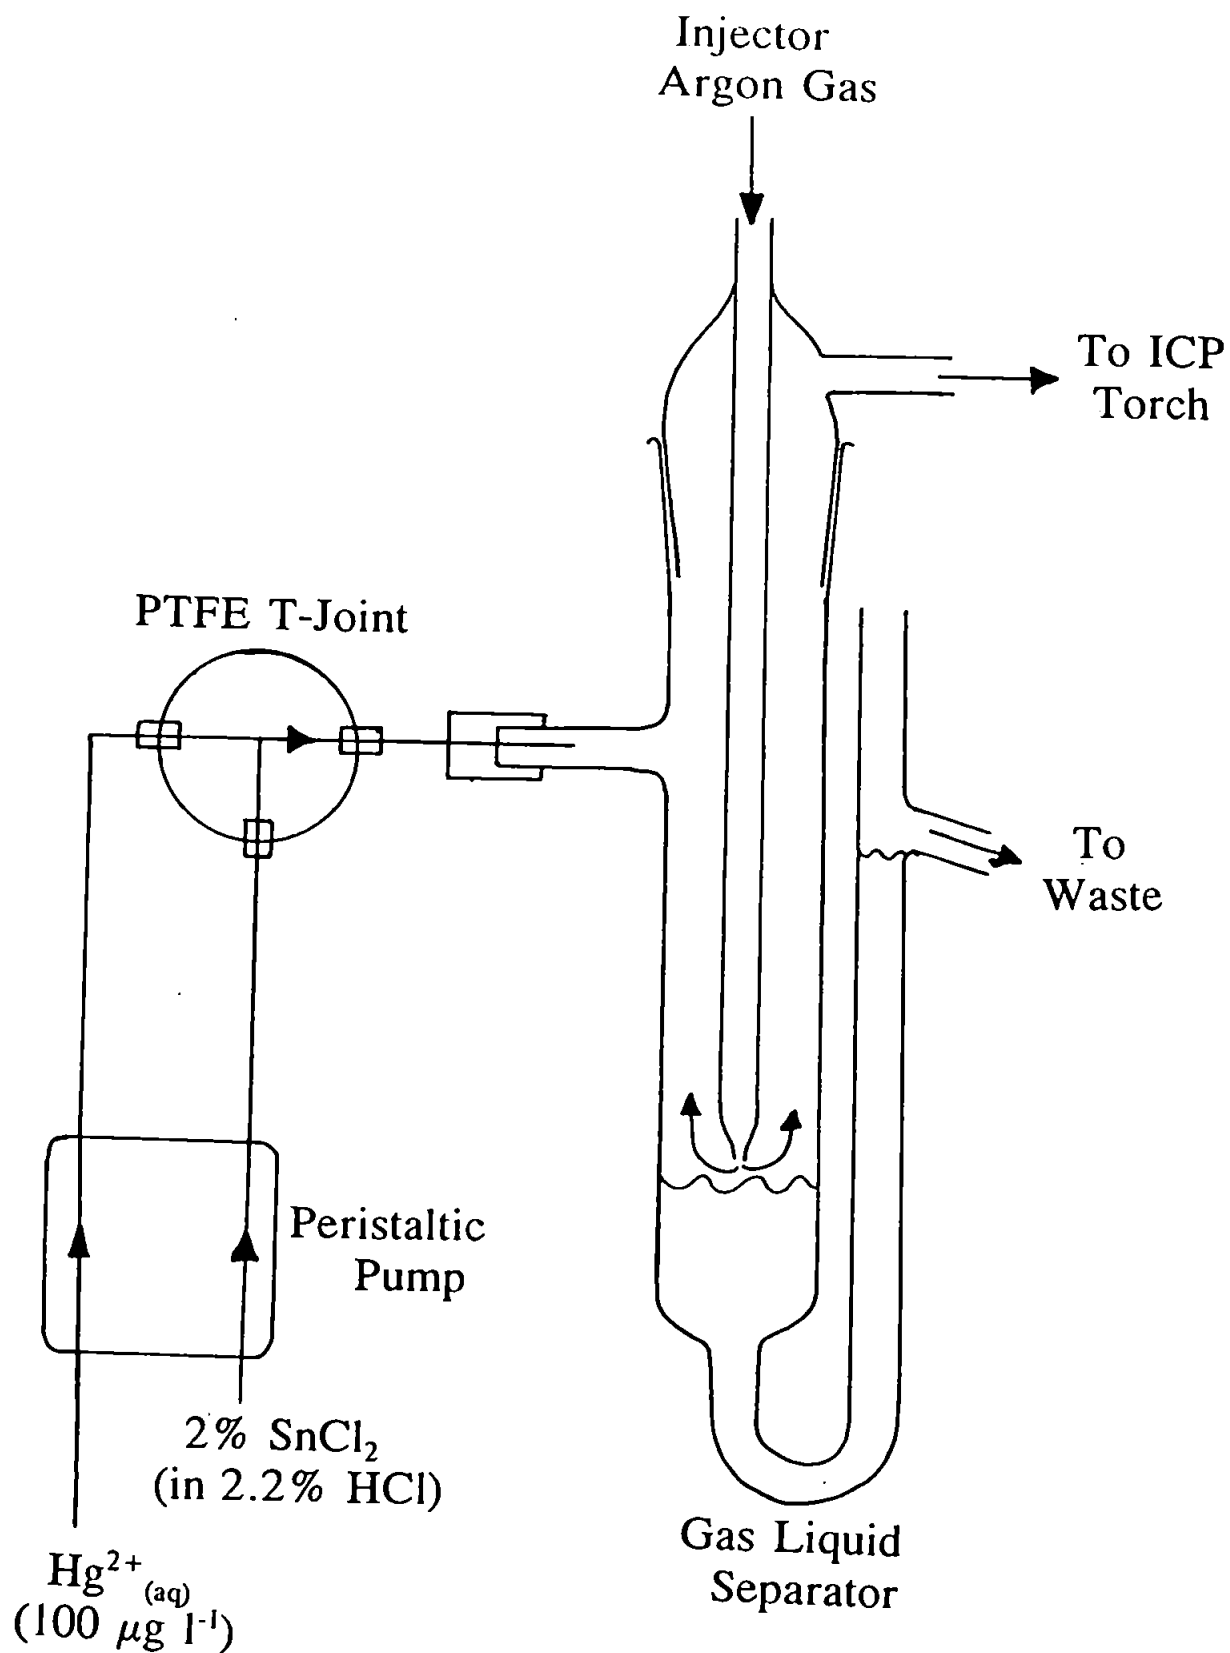 Injector
Argon Gas
To ICP
Torch
PTFE T-Joint
To
Waste
Peristaltic
Pump
2% SnCl₂
(in 2.2% HCl)
Hg²⁺(aq)
(100 µg l⁻¹)
Gas Liquid
Separator